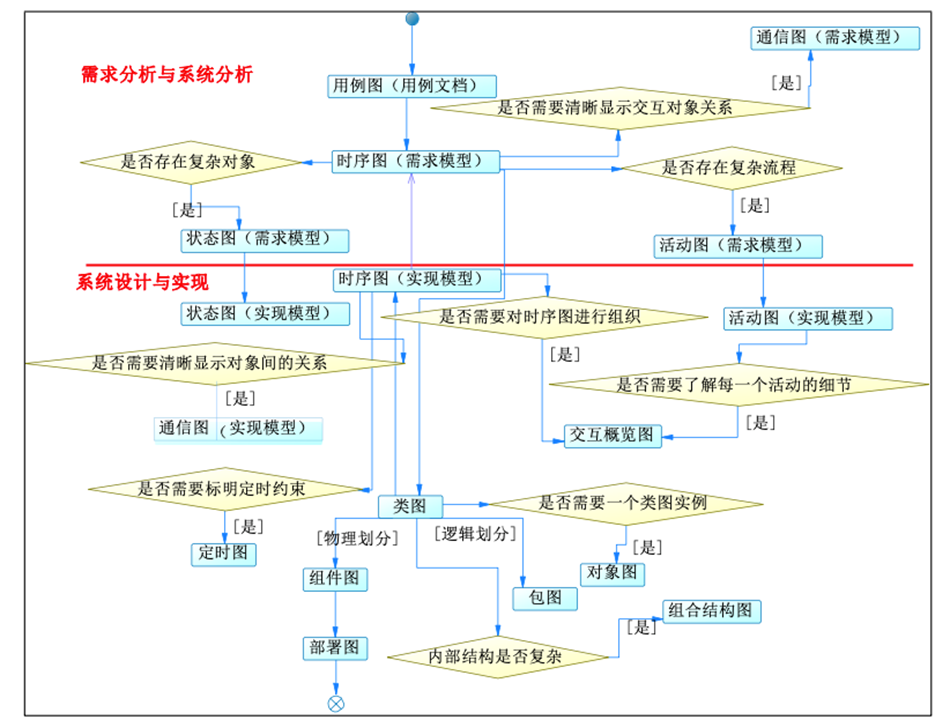 通信图（需求模型）
需求分析与系统分析
[是]
用例图（用例文档）
是否需要清晰显示交互对象关系
是否存在复杂对象
时序图（需求模型）
是否存在复杂流程
[是]
[是]
状态图（需求模型）
活动图（需求模型）
系统设计与实现
时序图（实现模型）
状态图（实现模型）
是否需要对时序图进行组织
活动图（实现模型）
[是]
是否需要清晰显示对象间的关系
是否需要了解每一个活动的细节
[是]
通信图（实现模型）
[是]
交互概览图
是否需要标明定时约束
类图
是否需要一个类图实例
[是]
[物理划分]
[逻辑划分]
[是]
定时图
组件图
对象图
包图
组合结构图
[是]
部署图
内部结构是否复杂